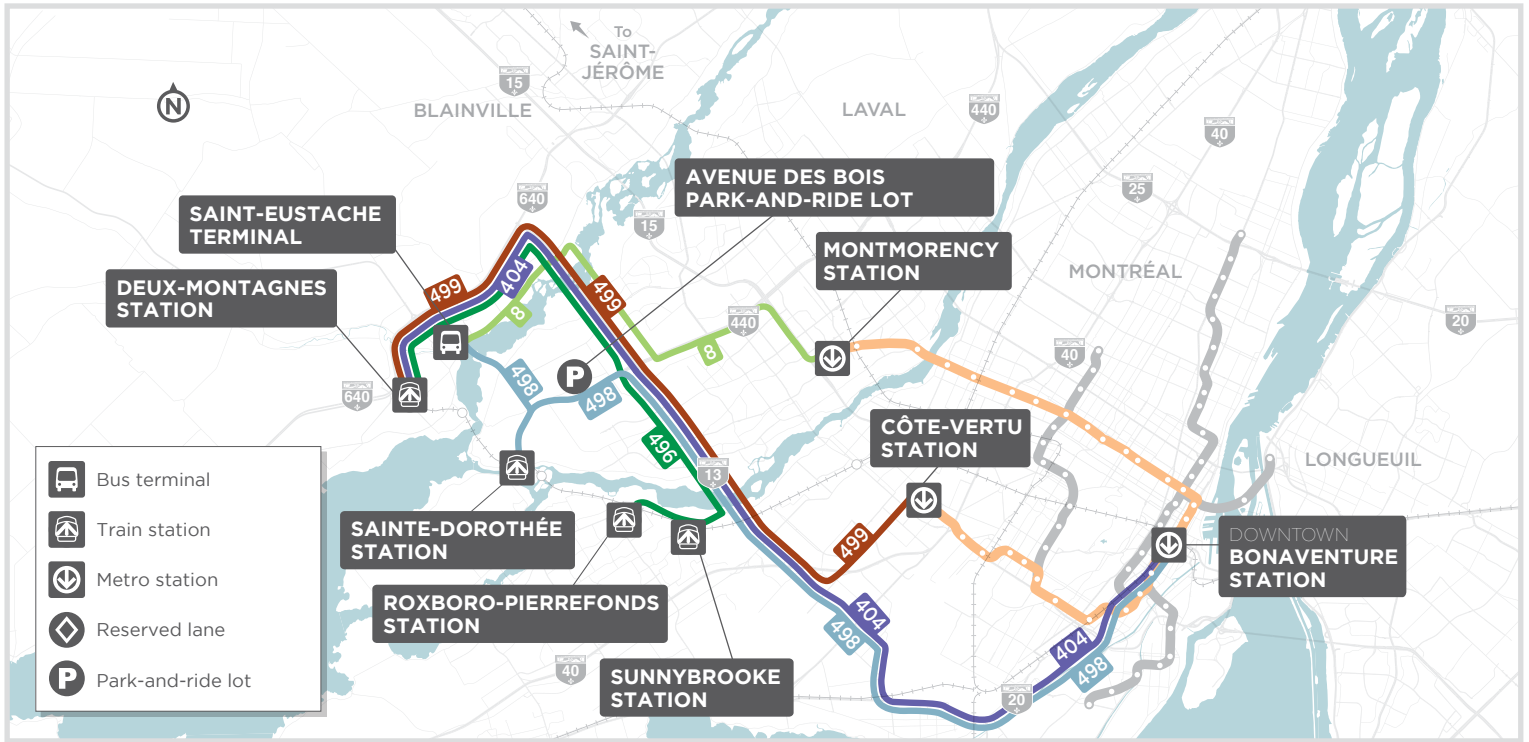 To
SAINT-
JÉRÔME
15
BLAINVILLE
LAVAL
440
N
40
25
640
15
AVENUE DES BOIS
PARK-AND-RIDE LOT
SAINT-EUSTACHE
TERMINAL
MONTMORENCY
STATION
MONTRÉAL
DEUX-MONTAGNES
STATION
499
404
8
499
440
8
20
40
640
498
P
498
496
CÔTE-VERTU
STATION
LONGUEUIL
13
Bus terminal
Train station
Metro station
Reserved lane
P
Park-and-ride lot
SAINTE-DOROTHÉE
STATION
499
DOWNTOWN
BONAVENTURE
STATION
ROXBORO-PIERREFONDS
STATION
404
498
404
498
40
SUNNYBROOKE
STATION
20